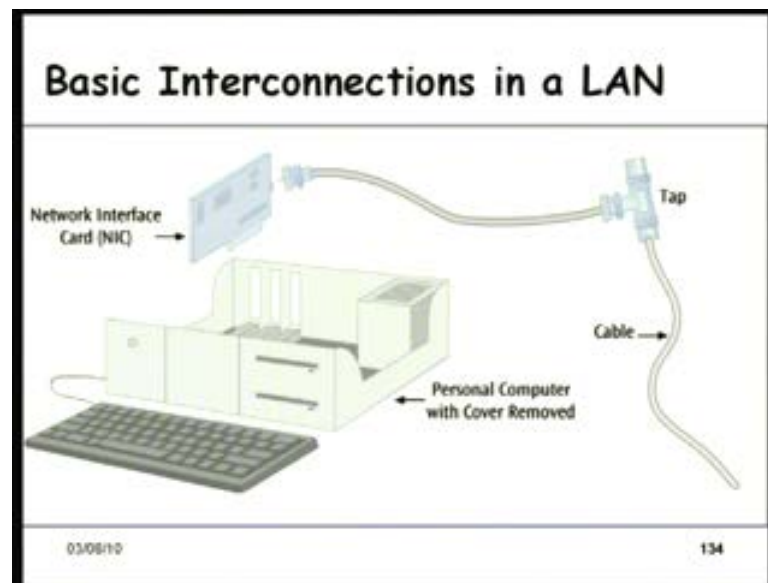 Basic Interconnections in a LAN
Network Interface
Card (NIC)
Tap
Cable
Personal Computer
with Cover Removed
03/08/10
134